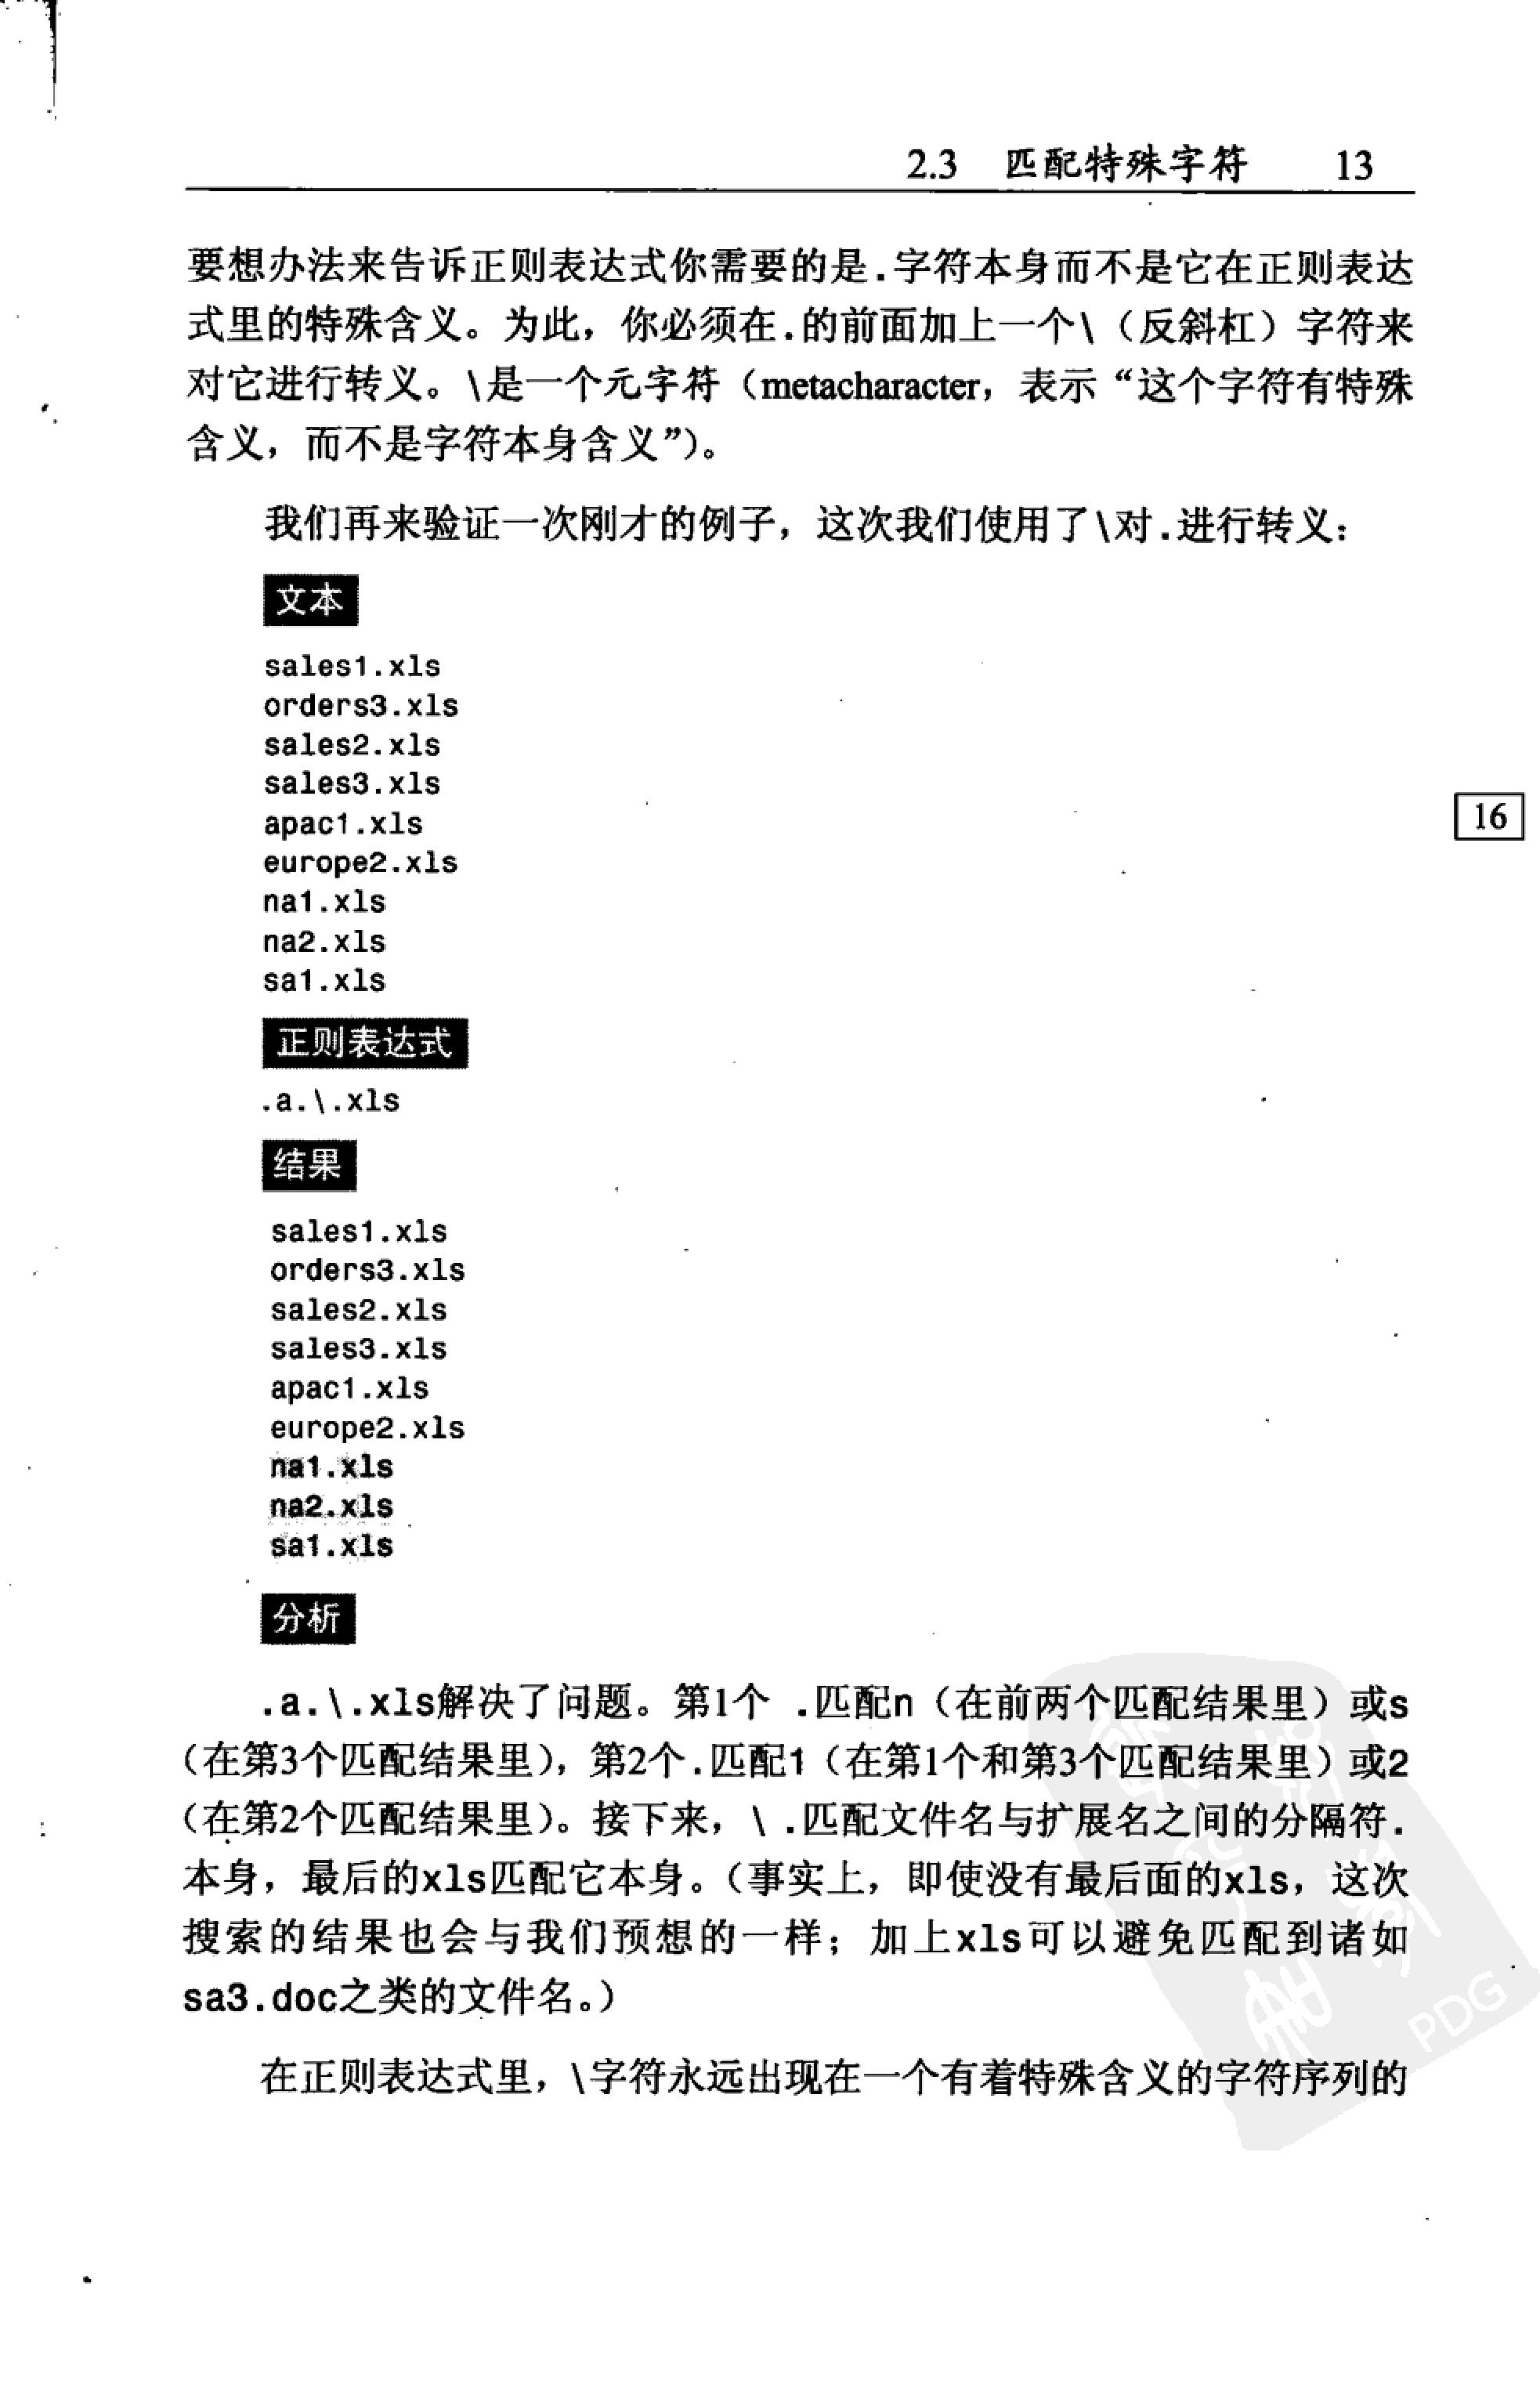 2.3 匹配特殊字符 13
要想办法来告诉正则表达式你需要的是.字符本身而不是它在正则表达
式里的特殊含义。为此，你必须在.的前面加上一个\（反斜杠）字符来
对它进行转义。\是一个元字符（metacharacter，表示“这个字符有特殊
含义，而不是字符本身含义”）。
我们再来验证一次刚才的例子，这次我们使用了\对.进行转义：
文本
sales1.xls
orders3.xls
sales2.xls
sales3.xls
apac1.xls
16
europe2.xls
na1.xls
na2.xls
sa1.xls
正则表达式
.a.\.xls
结果
sales1.xls
orders3.xls
sales2.xls
sales3.xls
apac1.xls
europe2.xls
na1.xls
na2.xls
sa1.xls
分析
.a.\.xls解决了问题。第1个 .匹配n（在前两个匹配结果里）或s
（在第3个匹配结果里），第2个.匹配1（在第1个和第3个匹配结果里）或2
（在第2个匹配结果里）。接下来，\ .匹配文件名与扩展名之间的分隔符.
本身，最后的xls匹配它本身。（事实上，即使没有最后面的xls，这次
搜索的结果也会与我们预想的一样；加上xls可以避免匹配到诸如
sa3.doc之类的文件名。）
PDG
在正则表达式里，\字符永远出现在一个有着特殊含义的字符序列的